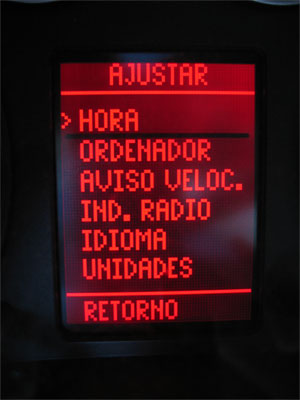 AJUSTAR
> HORA
ORDENADOR
AVISO VELOC.
IND. RADIO
IDIOMA
UNIDADES
RETORNO